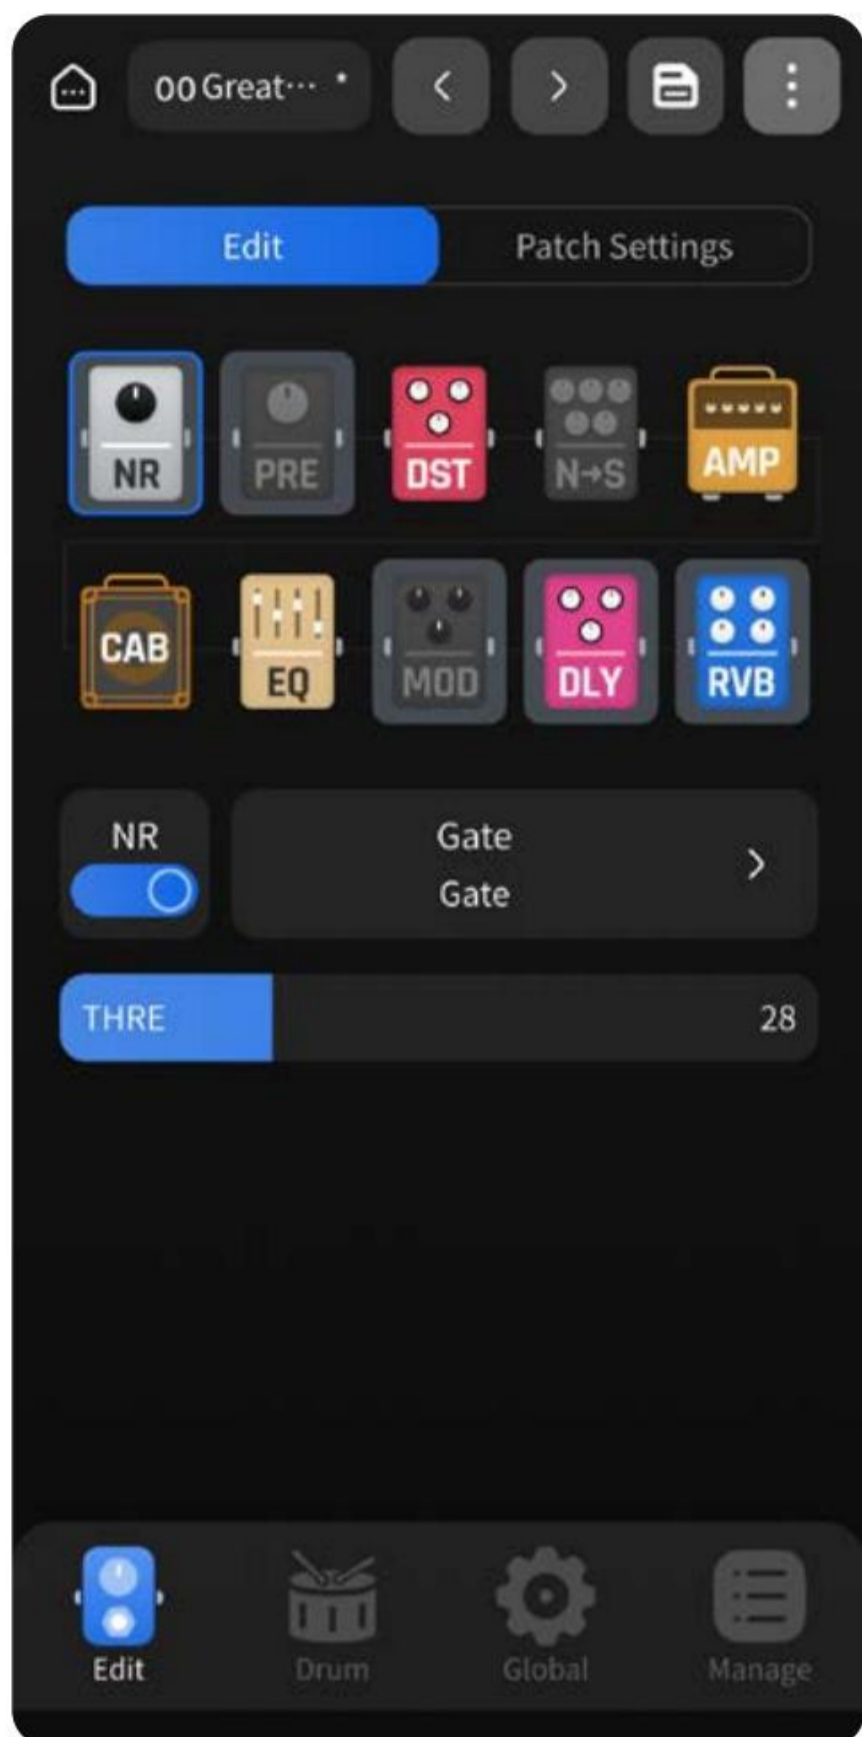 00 Great··· *
Edit
Patch Settings
NR
PRE
DST
N→S
AMP
CAB
EQ
MOD
DLY
RVB
NR
Gate
Gate
THRE
28
Edit
Drum
Global
Manage